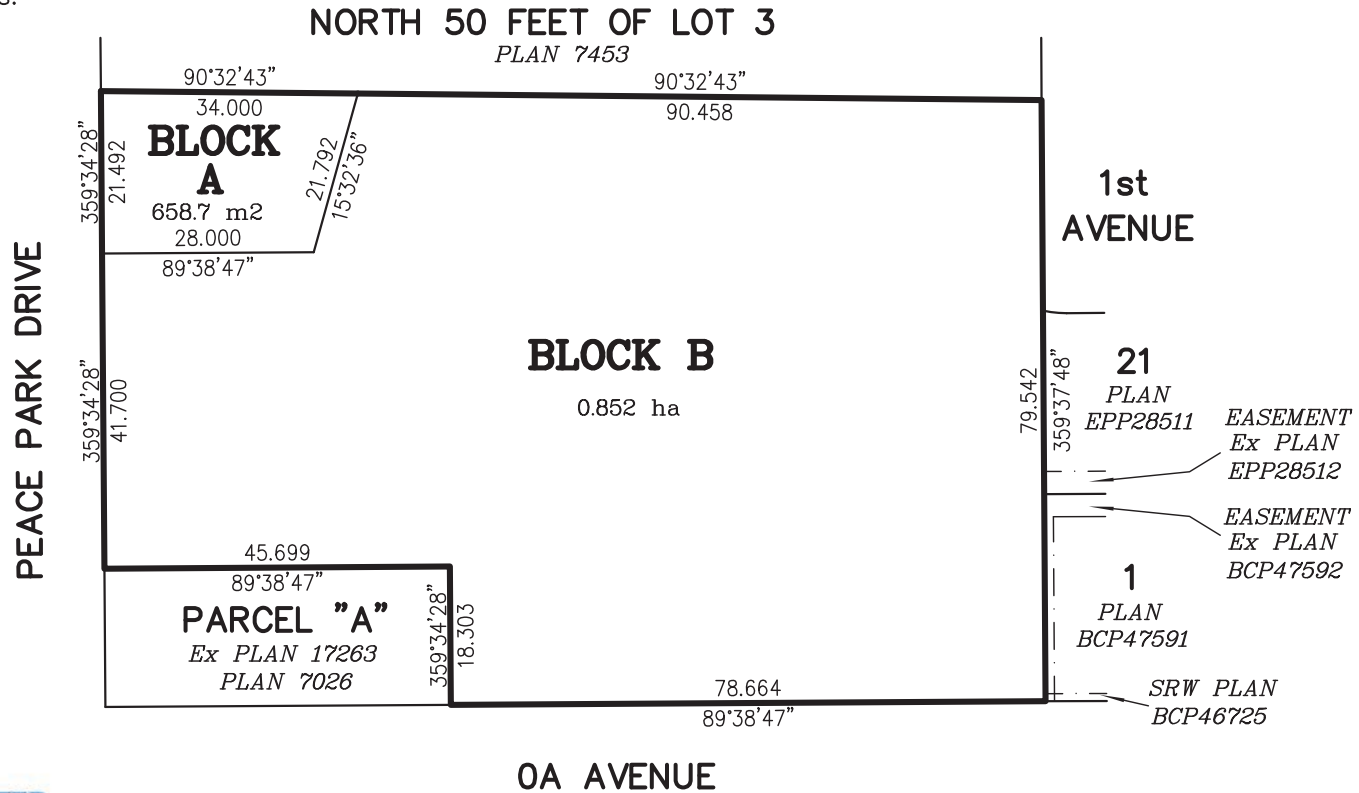 s.
NORTH 50 FEET OF LOT 3
PLAN 7453
90°32'43"
34.000
90°32'43"
90.458
359°34'28"
21.492
BLOCK
A
658.7 m2
28.000
89°38'47"
21.792
15°32'36"
1st
AVENUE
PEACE PARK DRIVE
359°34'28"
41.700
BLOCK B
0.852 ha
79.542
359°37'48"
21
PLAN
EPP28511
EASEMENT
Ex PLAN
EPP28512
EASEMENT
Ex PLAN
BCP47592
45.699
89°38'47"
PARCEL "A"
Ex PLAN 17263
PLAN 7026
359°34'28"
18.303
1
PLAN
BCP47591
78.664
89°38'47"
SRW PLAN
BCP46725
0A AVENUE